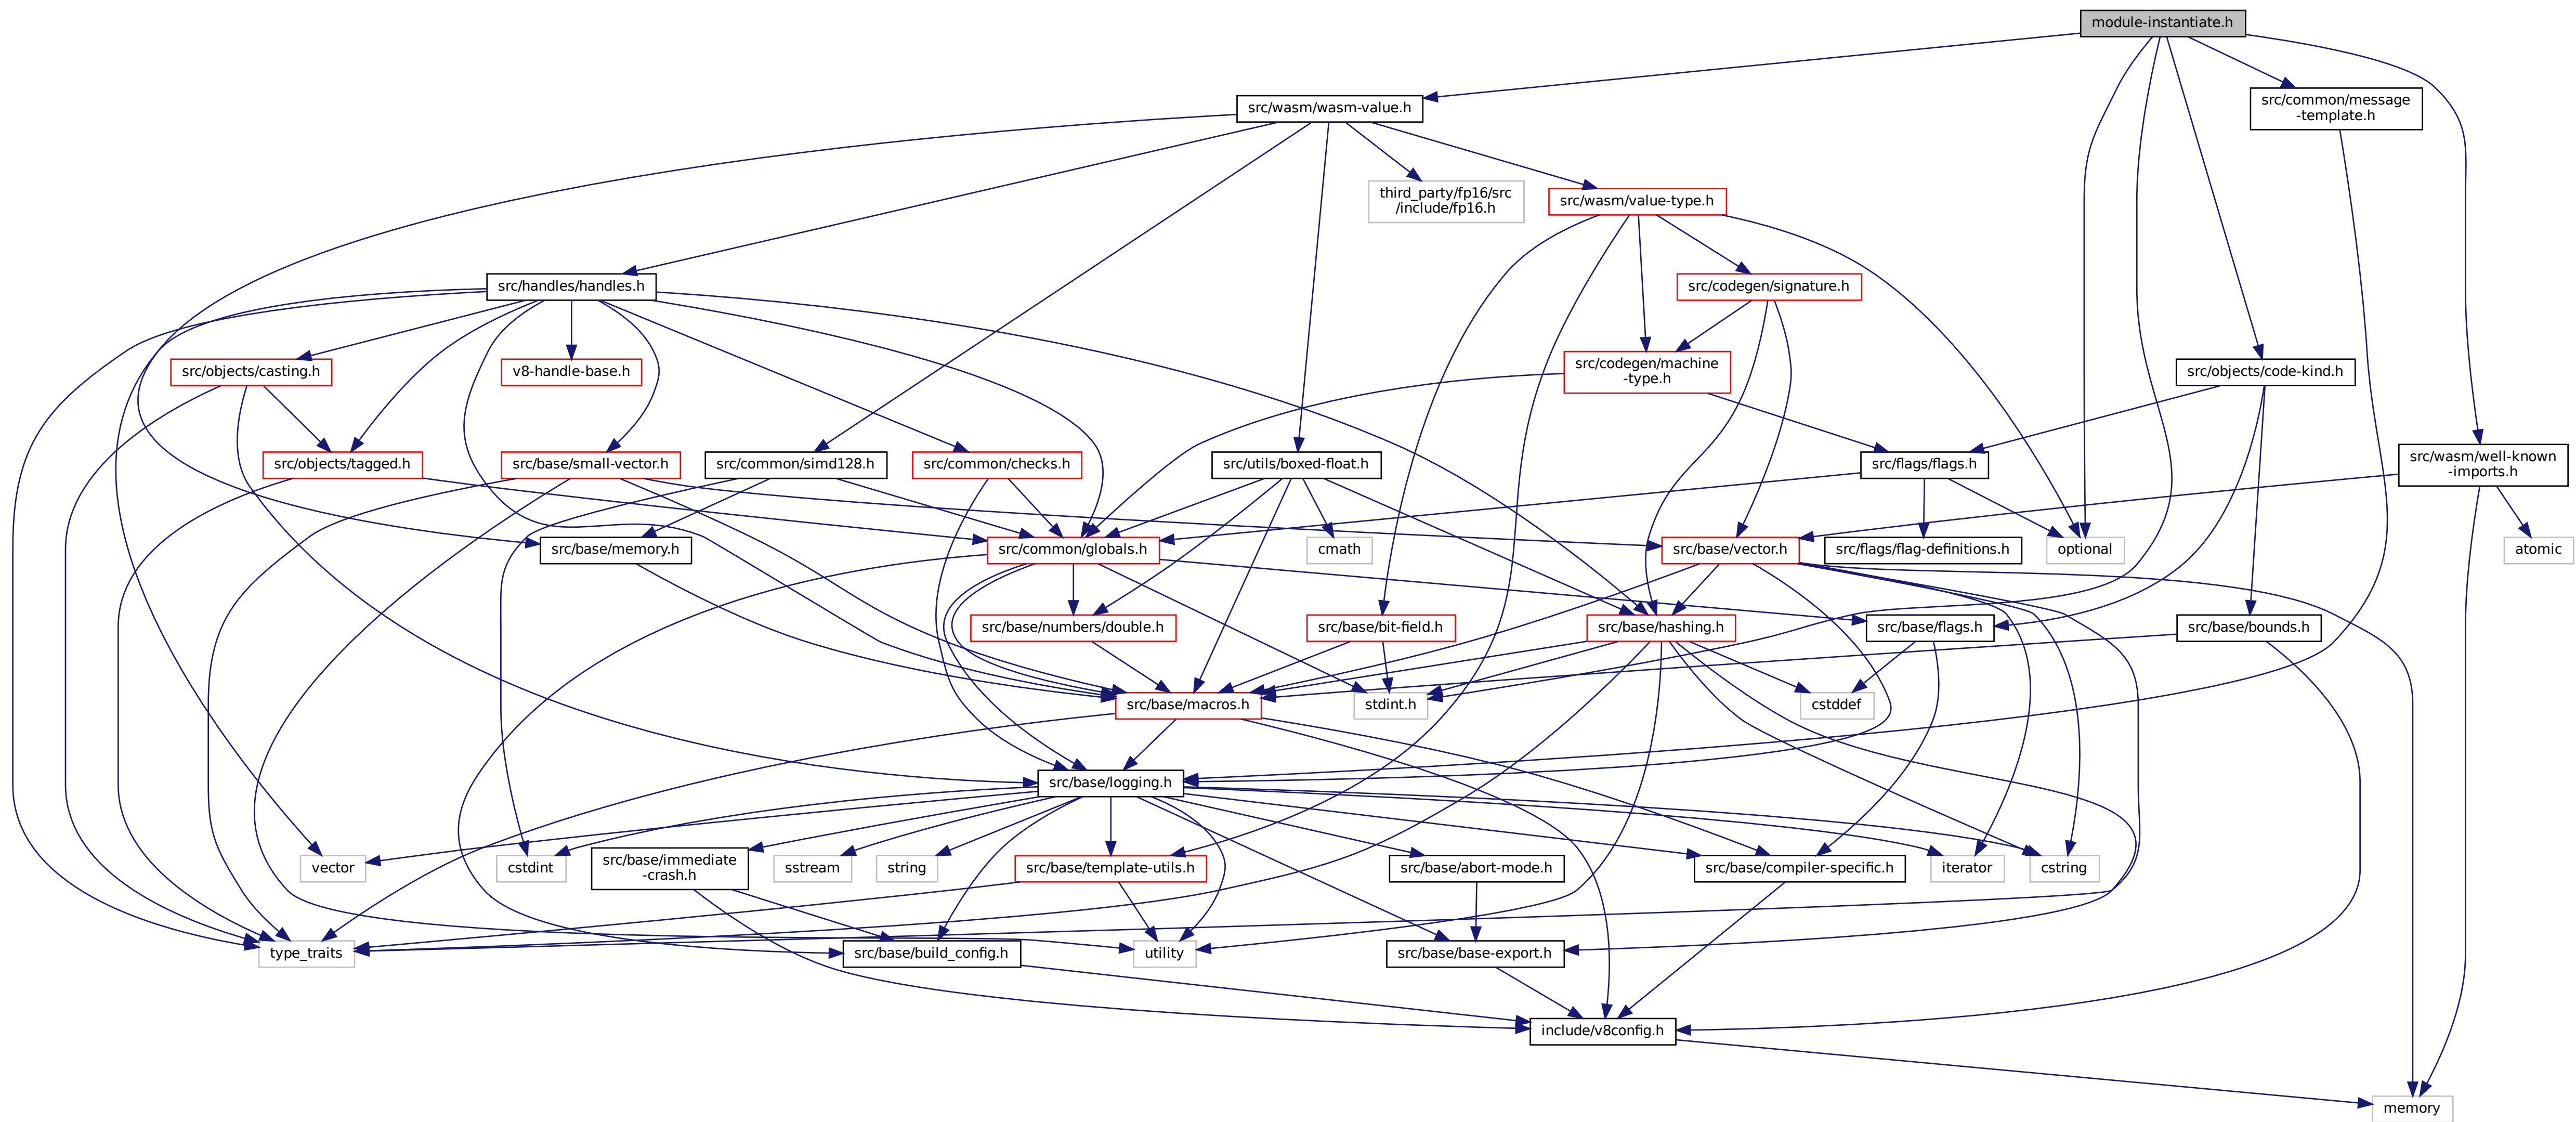 module-instantiate.h
src/wasm/wasm-value.h
src/common/message
-template.h
third_party/fp16/src
/include/fp16.h
src/wasm/value-type.h
src/handles/handles.h
src/codegen/signature.h
src/objects/casting.h
v8-handle-base.h
src/codegen/machine
-type.h
src/objects/code-kind.h
src/objects/tagged.h
src/base/small-vector.h
src/common/simd128.h
src/common/checks.h
src/utils/boxed-float.h
src/flags/flags.h
src/wasm/well-known
-imports.h
src/base/memory.h
src/common/globals.h
cmath
src/base/vector.h
src/flags/flag-definitions.h
optional
atomic
src/base/numbers/double.h
src/base/bit-field.h
src/base/hashing.h
src/base/flags.h
src/base/bounds.h
src/base/macros.h
stdint.h
cstddef
src/base/logging.h
vector
cstdint
src/base/immediate
-crash.h
sstream
string
src/base/template-utils.h
src/base/abort-mode.h
src/base/compiler-specific.h
iterator
cstring
type_traits
src/base/build_config.h
utility
src/base/base-export.h
include/v8config.h
memory